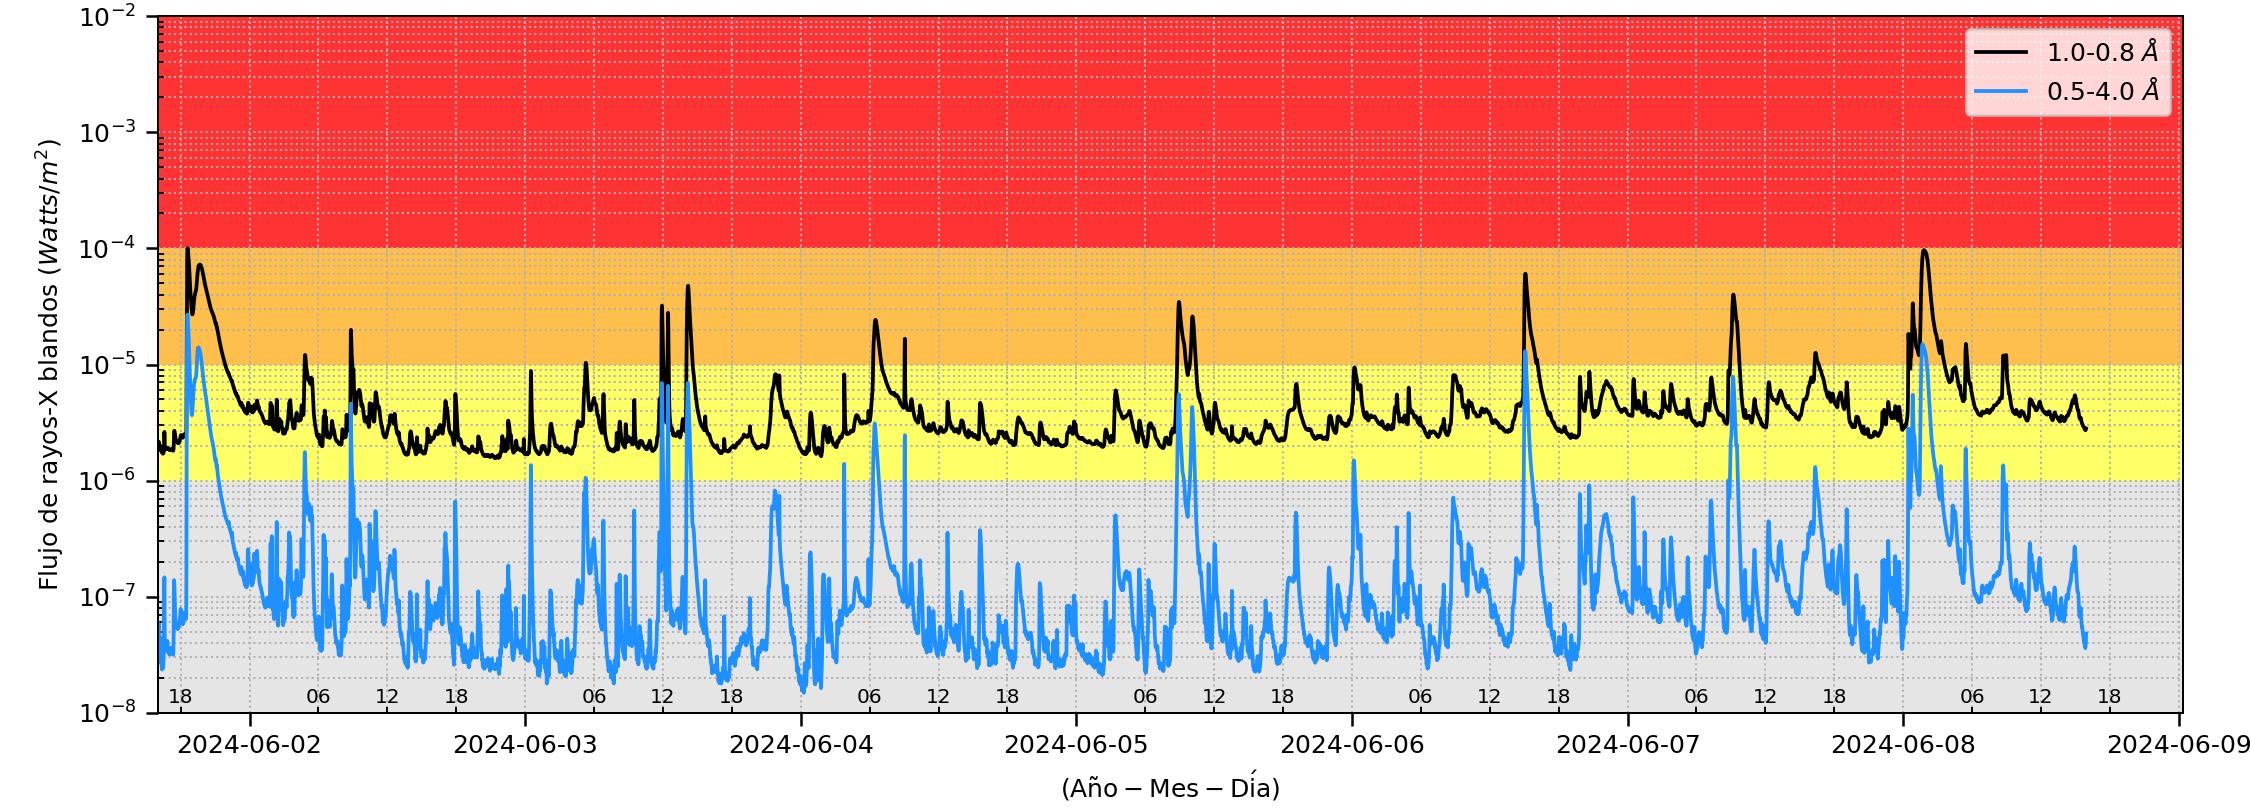 10⁻²
10⁻³
10⁻⁴
10⁻⁵
10⁻⁶
10⁻⁷
10⁻⁸
Flujo de rayos-X blandos (Watts/m²)
1.0-0.8 Å
0.5-4.0 Å
18 06 12 18 06 12 18 06 12 18 06 12 18 06 12 18 06 12 18 06 12 18
2024-06-02 2024-06-03 2024-06-04 2024-06-05 2024-06-06 2024-06-07 2024-06-08 2024-06-09
(Año − Mes − Día)